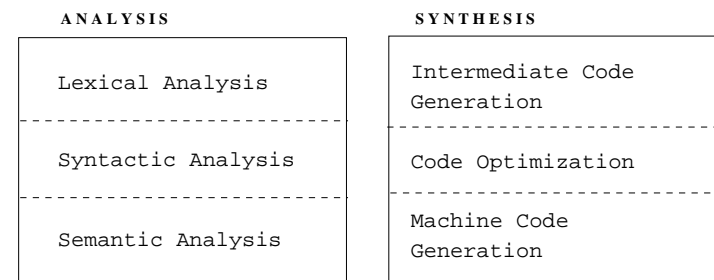 ANALYSIS
Lexical Analysis
Syntactic Analysis
Semantic Analysis
SYNTHESIS
Intermediate Code
Generation
Code Optimization
Machine Code
Generation